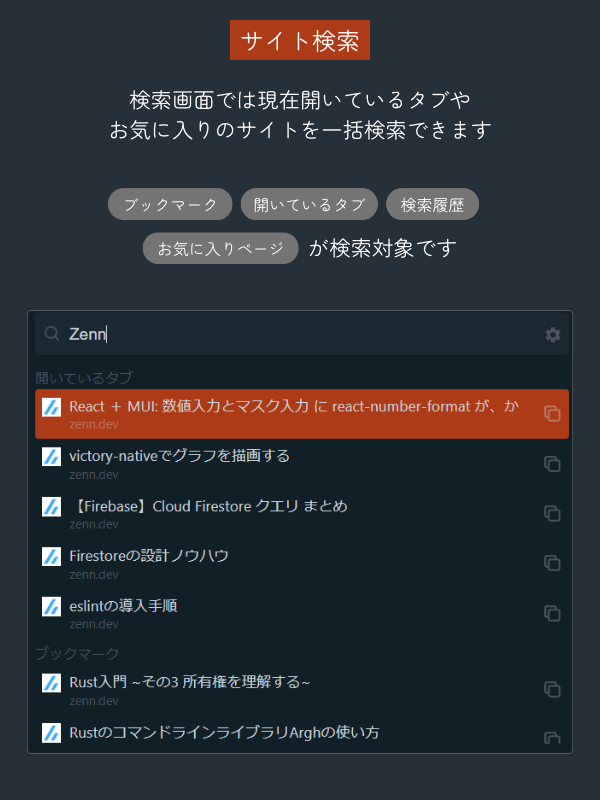 サイト検索
検索画面では現在開いているタブや
お気に入りのサイトを一括検索できます
ブックマーク 開いているタブ 検索履歴
お気に入りページ が検索対象です
Zenn
開いているタブ
React + MUI: 数値入力とマスク入力 に react-number-format が、か
zenn.dev
victory-nativeでグラフを描画する
zenn.dev
【Firebase】Cloud Firestore クエリ まとめ
zenn.dev
Firestoreの設計ノウハウ
zenn.dev
eslintの導入手順
zenn.dev
ブックマーク
Rust入門 ~その3 所有権を理解する~
zenn.dev
RustのコマンドラインライブラリArghの使い方